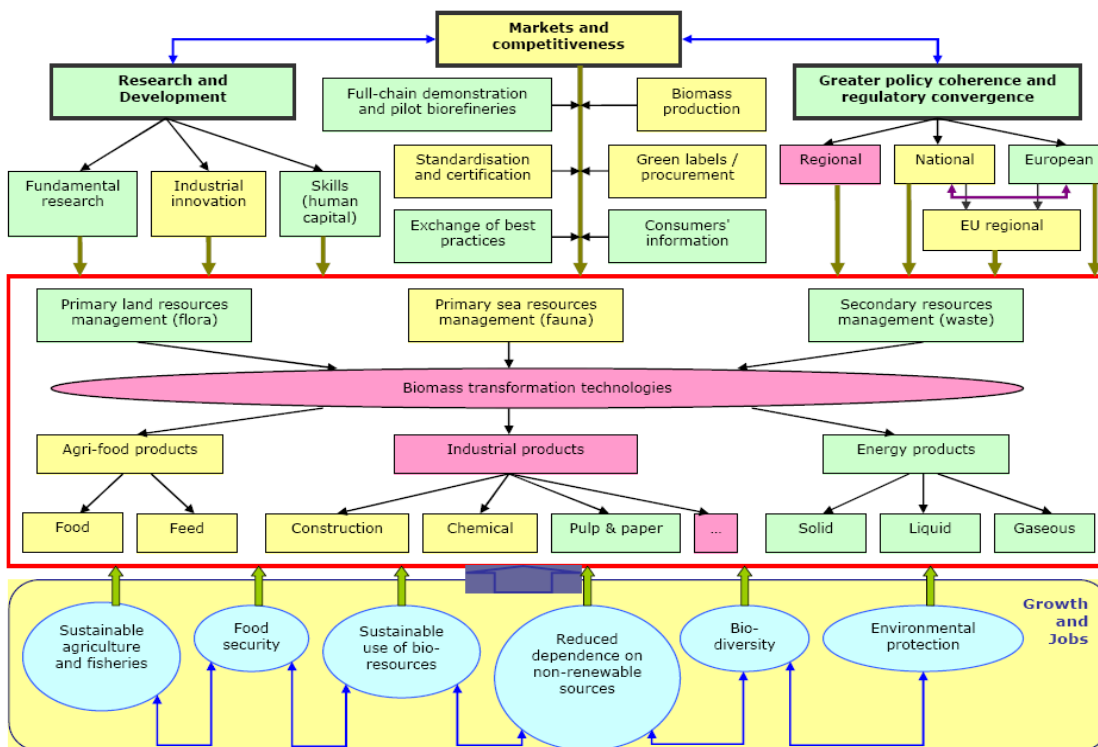 Markets and
competitiveness
Research and
Development
Greater policy coherence and
regulatory convergence
Full-chain demonstration
and pilot biorefineries
Biomass
production
Standardisation
and certification
Green labels /
procurement
Exchange of best
practices
Consumers'
information
Fundamental
research
Industrial
innovation
Skills
(human
capital)
Regional
National
European
EU regional
Primary land resources
management (flora)
Primary sea resources
management (fauna)
Secondary resources
management (waste)
Biomass transformation technologies
Agri-food products
Industrial products
Energy products
Food
Feed
Construction
Chemical
Pulp & paper
...
Solid
Liquid
Gaseous
Growth
and
Jobs
Sustainable
agriculture
and fisheries
Food
security
Sustainable
use of bio-
resources
Reduced
dependence on
non-renewable
sources
Bio-
diversity
Environmental
protection